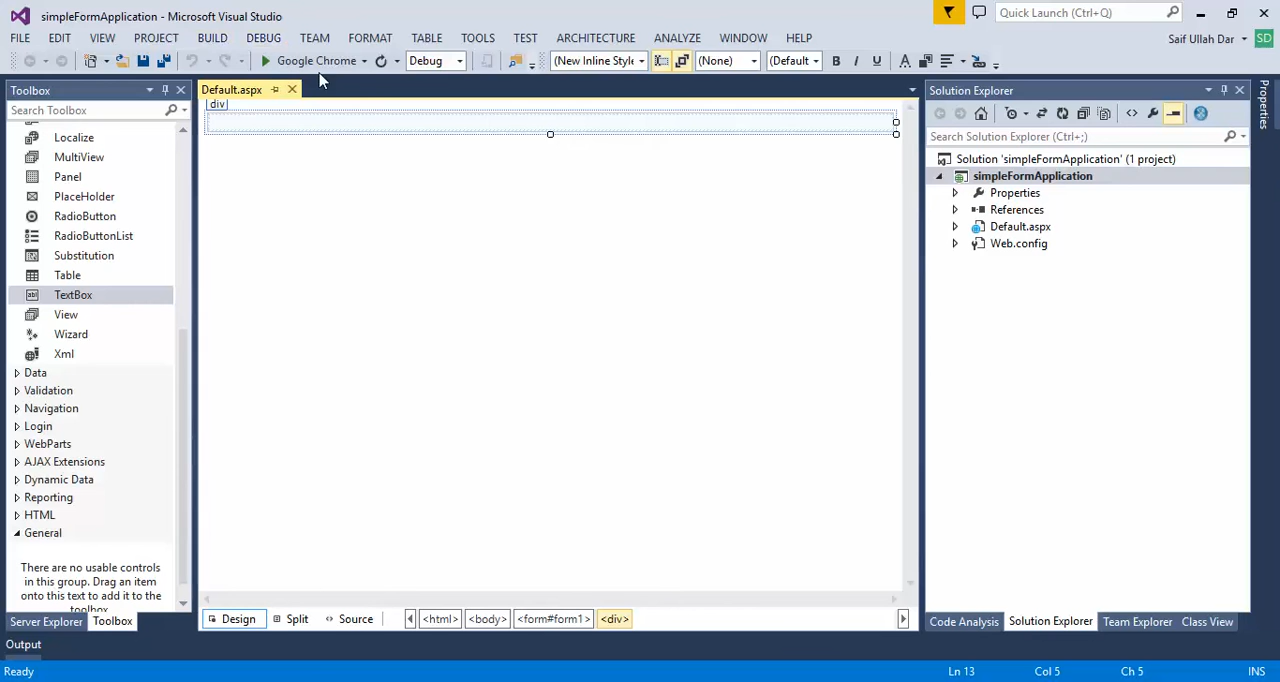 simpleFormApplication - Microsoft Visual Studio
Quick Launch (Ctrl+Q)
FILE EDIT VIEW PROJECT BUILD DEBUG TEAM FORMAT TABLE TOOLS TEST ARCHITECTURE ANALYZE WINDOW HELP
Saif Ullah Dar SD
Google Chrome Debug (New Inline Style (None) (Default B I U A
Toolbox
Search Toolbox
Localize
MultiView
Panel
PlaceHolder
RadioButton
RadioButtonList
Substitution
Table
TextBox
View
Wizard
Xml
Data
Validation
Navigation
Login
WebParts
AJAX Extensions
Dynamic Data
Reporting
HTML
General
There are no usable controls
in this group. Drag an item
onto this text to add it to the
toolbox.
Server Explorer Toolbox
Default.aspx
div
Design Split Source <html> <body> <form#form1> <div>
Solution Explorer
Search Solution Explorer (Ctrl+;)
Solution 'simpleFormApplication' (1 project)
simpleFormApplication
Properties
References
Default.aspx
Web.config
Code Analysis Solution Explorer Team Explorer Class View
Properties
Output
Ready Ln 13 Col 5 Ch 5 INS